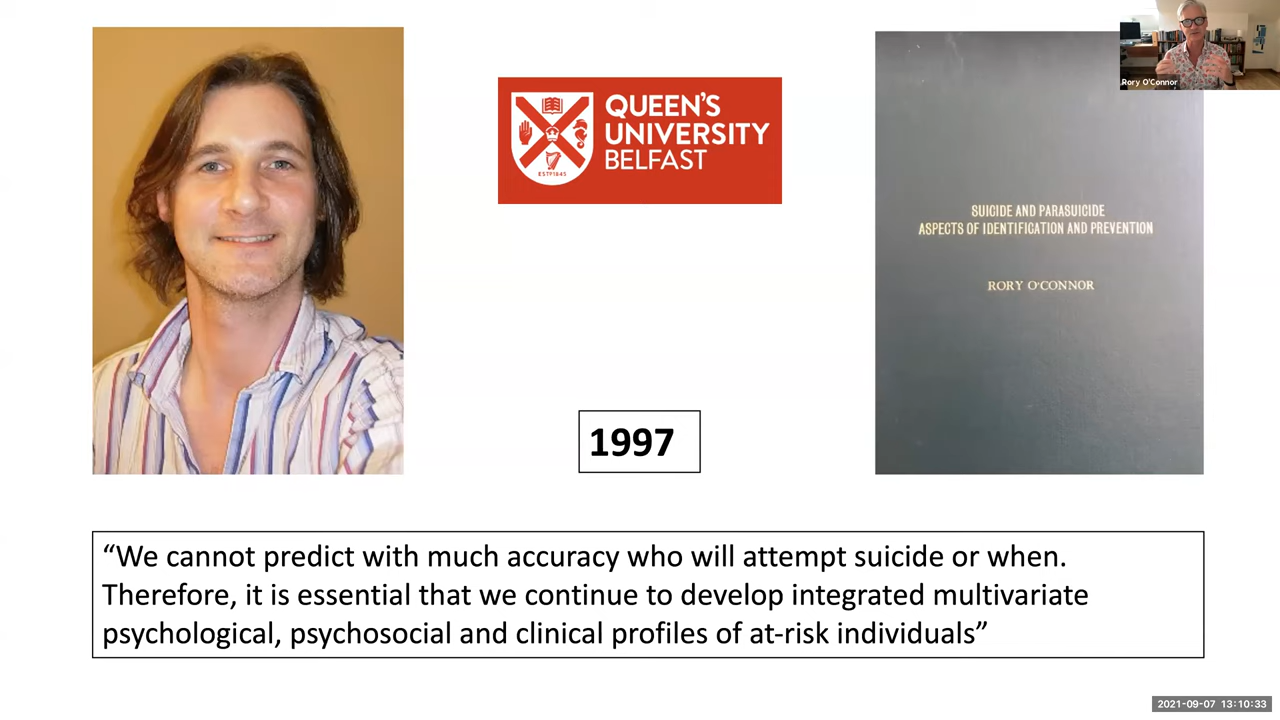 Rory O'Connor
QUEEN'S
UNIVERSITY
BELFAST
ESTD1845
SUICIDE AND PARASUICIDE
ASPECTS OF IDENTIFICATION AND PREVENTION
RORY O'CONNOR
1997
“We cannot predict with much accuracy who will attempt suicide or when.
Therefore, it is essential that we continue to develop integrated multivariate
psychological, psychosocial and clinical profiles of at-risk individuals”
2021-09-07 13:10:33